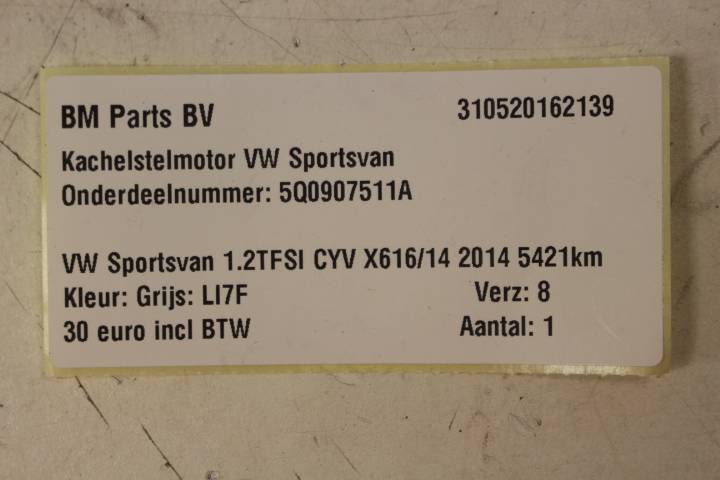 BM Parts BV 310520162139
Kachelstelmotor VW Sportsvan
Onderdeelnummer: 5Q0907511A
VW Sportsvan 1.2TFSI CYV X616/14 2014 5421km
Kleur: Grijs: LI7F Verz: 8
30 euro incl BTW Aantal: 1